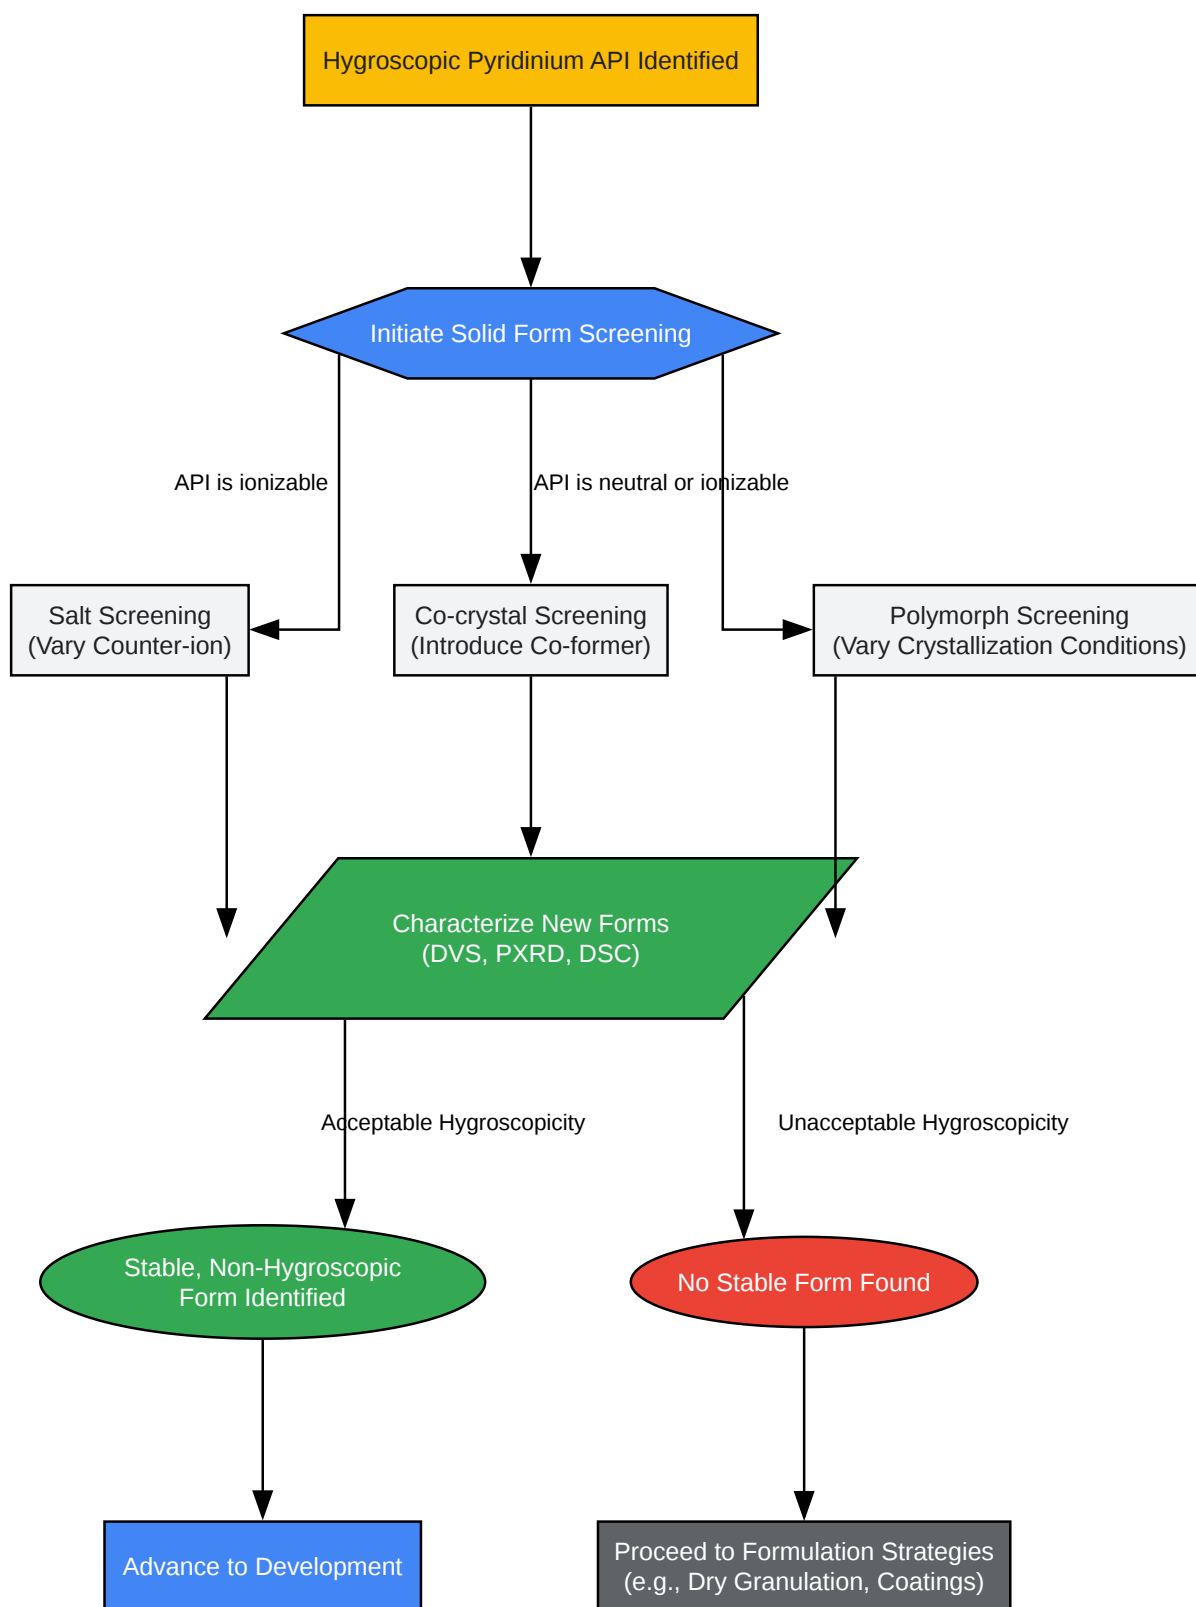 Hygroscopic Pyridinium API Identified
Initiate Solid Form Screening
API is ionizable
API is neutral or ionizable
Salt Screening
(Vary Counter-ion)
Co-crystal Screening
(Introduce Co-former)
Polymorph Screening
(Vary Crystallization Conditions)
Characterize New Forms
(DVS, PXRD, DSC)
Acceptable Hygroscopicity
Unacceptable Hygroscopicity
Stable, Non-Hygroscopic
Form Identified
No Stable Form Found
Advance to Development
Proceed to Formulation Strategies
(e.g., Dry Granulation, Coatings)